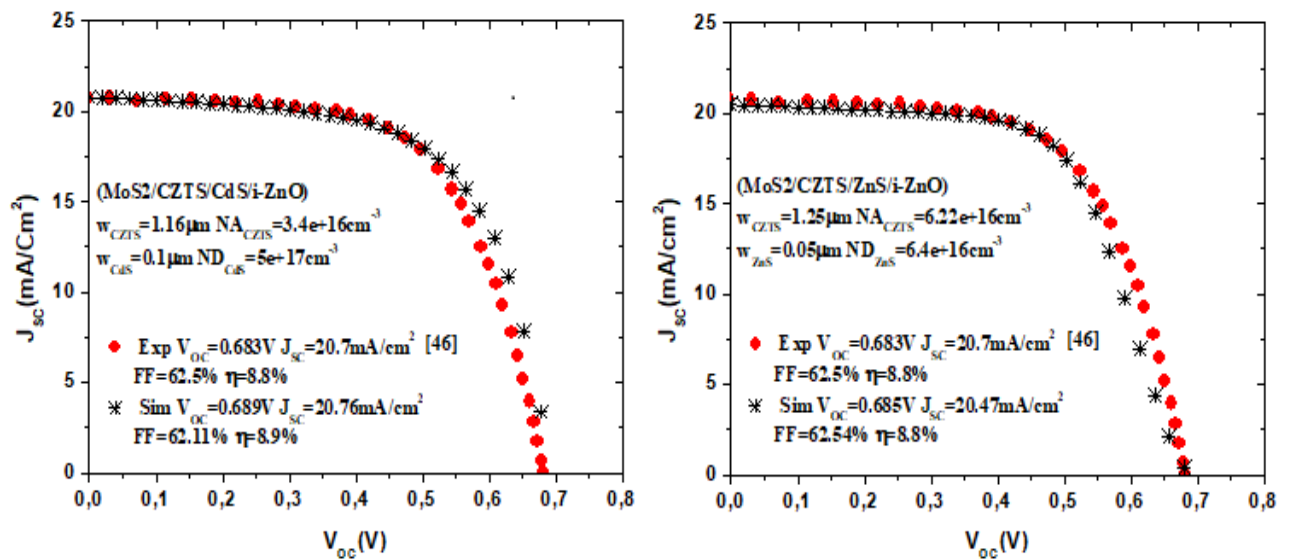 25
20
15
10
5
0
J_SC(mA/Cm²)
(MoS2/CZTS/CdS/i-ZnO)
w_CZTS=1.16µm NA_CZTS=3.4e+16cm⁻³
w_CdS=0.1µm ND_CdS=5e+17cm⁻³
Exp V_OC=0.683V J_SC=20.7mA/cm² [46]
FF=62.5% η=8.8%
Sim V_OC=0.689V J_SC=20.76mA/cm²
FF=62.11% η=8.9%
0,0 0,1 0,2 0,3 0,4 0,5 0,6 0,7 0,8
V_oc(V)
25
20
15
10
5
0
J_SC(mA/cm²)
(MoS2/CZTS/ZnS/i-ZnO)
w_CZTS=1.25µm NA_CZTS=6.22e+16cm⁻³
w_ZnS=0.05µm ND_ZnS=6.4e+16cm⁻³
Exp V_OC=0.683V J_SC=20.7mA/cm² [46]
FF=62.5% η=8.8%
Sim V_OC=0.685V J_SC=20.47mA/cm²
FF=62.54% η=8.8%
0,0 0,1 0,2 0,3 0,4 0,5 0,6 0,7 0,8
V_oc(V)